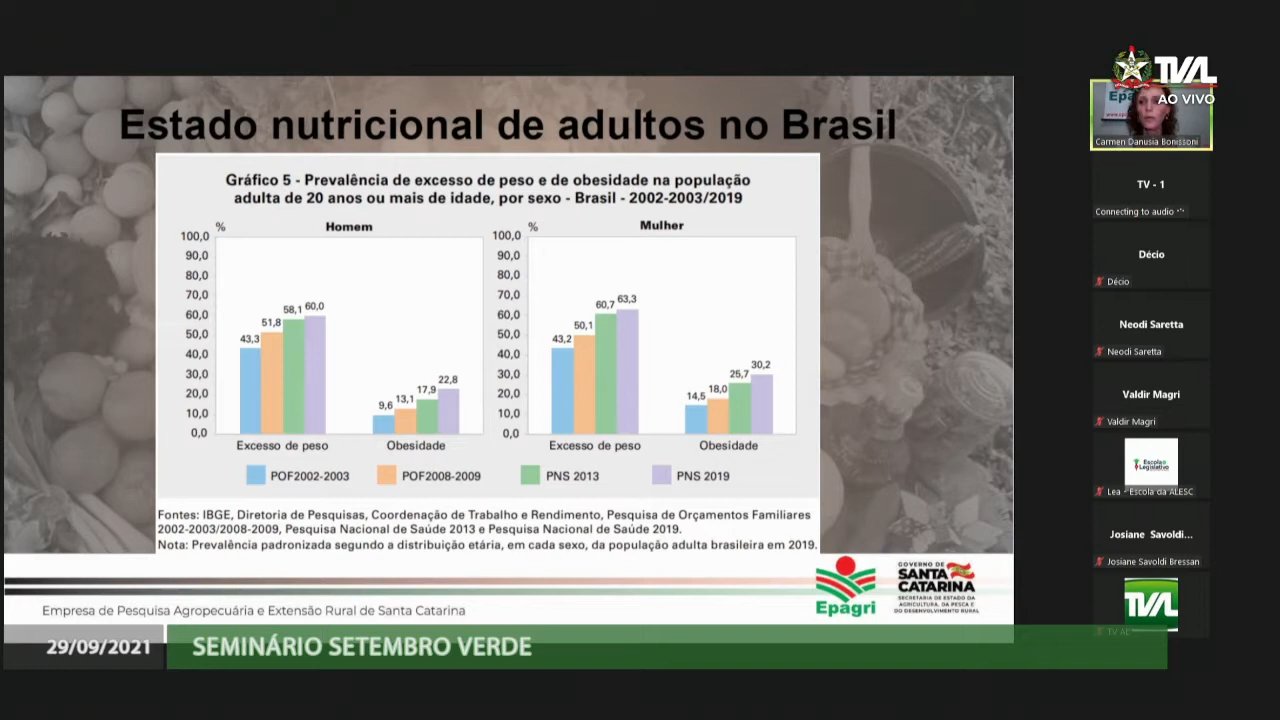 TVAL
AO VIVO
Estado nutricional de adultos no Brasil
Gráfico 5 - Prevalência de excesso de peso e de obesidade na população
adulta de 20 anos ou mais de idade, por sexo - Brasil - 2002-2003/2019
% Homem
100,0
90,0
80,0
70,0
60,0
50,0
40,0
30,0
20,0
10,0
0,0
43,3 51,8 58,1 60,0
9,6 13,1 17,9 22,8
Excesso de peso Obesidade
% Mulher
100,0
90,0
80,0
70,0
60,0
50,0
40,0
30,0
20,0
10,0
0,0
43,2 50,1 60,7 63,3
14,5 18,0 25,7 30,2
Excesso de peso Obesidade
POF2002-2003 POF2008-2009 PNS 2013 PNS 2019
Fontes: IBGE, Diretoria de Pesquisas, Coordenação de Trabalho e Rendimento, Pesquisa de Orçamentos Familiares
2002-2003/2008-2009, Pesquisa Nacional de Saúde 2013 e Pesquisa Nacional de Saúde 2019.
Nota: Prevalência padronizada segundo a distribuição etária, em cada sexo, da população adulta brasileira em 2019.
Empresa de Pesquisa Agropecuária e Extensão Rural de Santa Catarina
Epagri
GOVERNO DE
SANTA
CATARINA
SECRETARIA DE ESTADO DA
AGRICULTURA, DA PESCA E
DO DESENVOLVIMENTO RURAL
29/09/2021
SEMINÁRIO SETEMBRO VERDE
Carmen Danusia Bonissoni
TV - 1
Connecting to audio
Décio
Décio
Neodi Saretta
Neodi Saretta
Valdir Magri
Valdir Magri
Escola
Legislativo
Lea - Escola da ALESC
Josiane Savoldi...
Josiane Savoldi Bressan
TVAL
TV AL